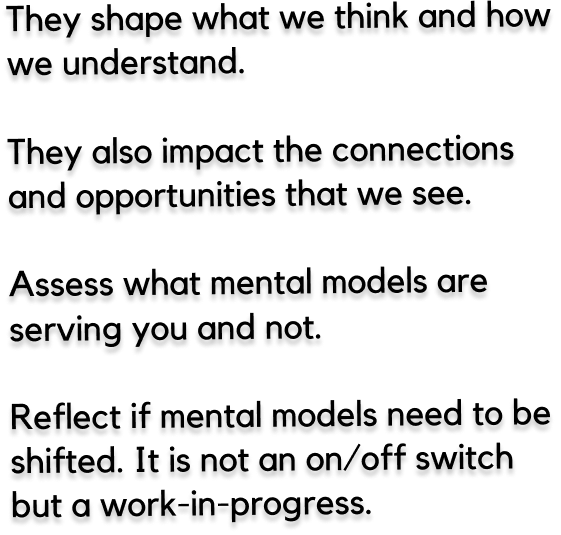 They shape what we think and how
we understand.
They also impact the connections
and opportunities that we see.
Assess what mental models are
serving you and not.
Reflect if mental models need to be
shifted. It is not an on/off switch
but a work-in-progress.